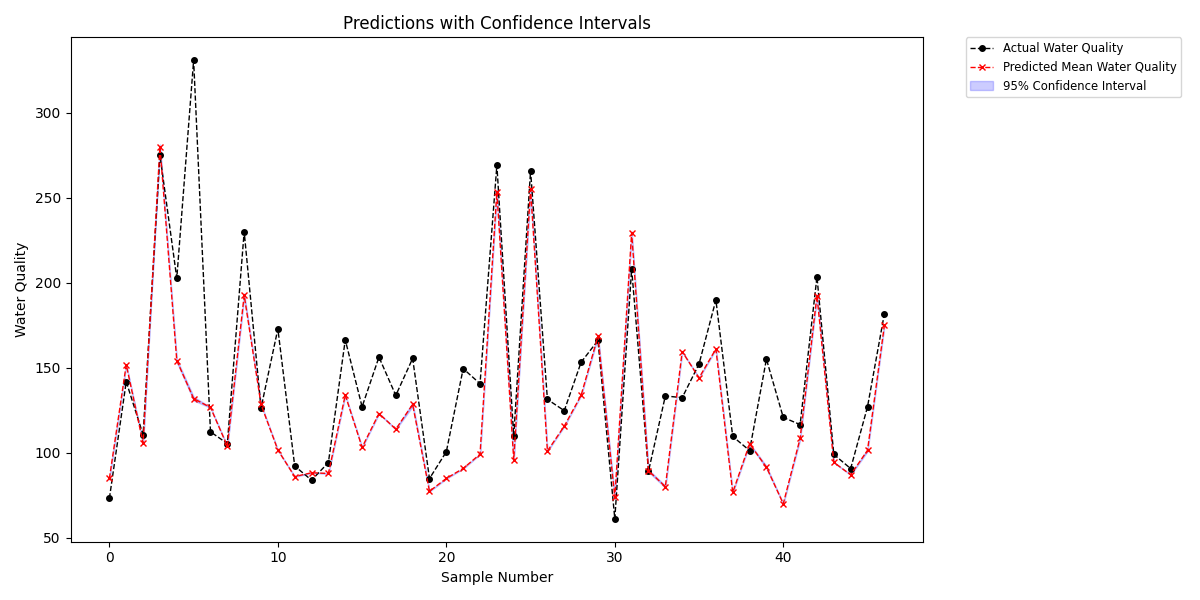 Predictions with Confidence Intervals
Actual Water Quality
Predicted Mean Water Quality
95% Confidence Interval
Water Quality
300
250
200
150
100
50
0
10
20
30
40
Sample Number